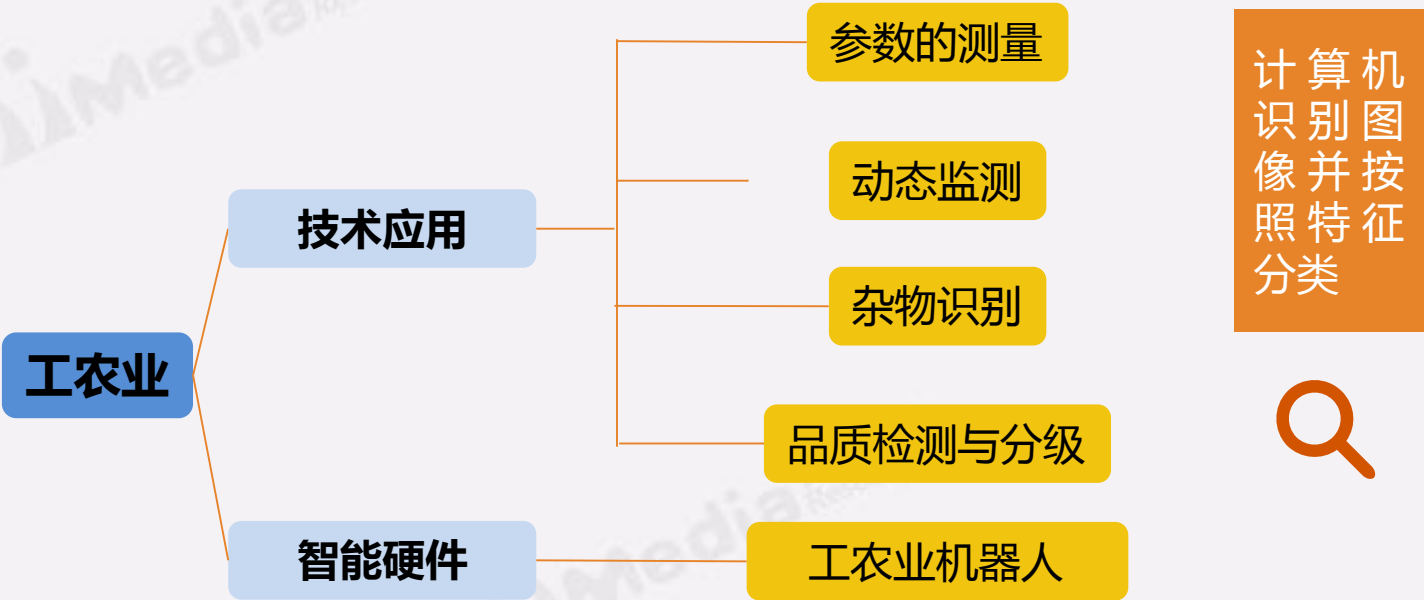 参数的测量
计算机
识别图
像并按
照特征
分类
动态监测
技术应用
杂物识别
工农业
品质检测与分级
智能硬件
工农业机器人
iiMedia